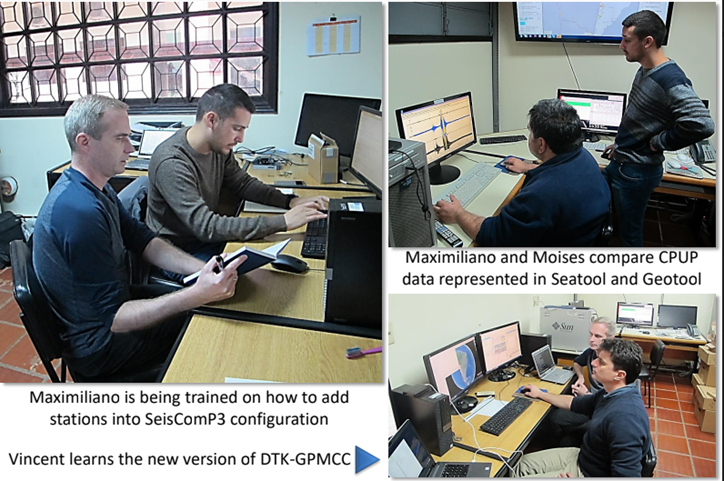 Maximiliano is being trained on how to add
stations into SeisComP3 configuration
Vincent learns the new version of DTK-GPMCC
Maximiliano and Moises compare CPUP
data represented in Seatool and Geotool
Sun